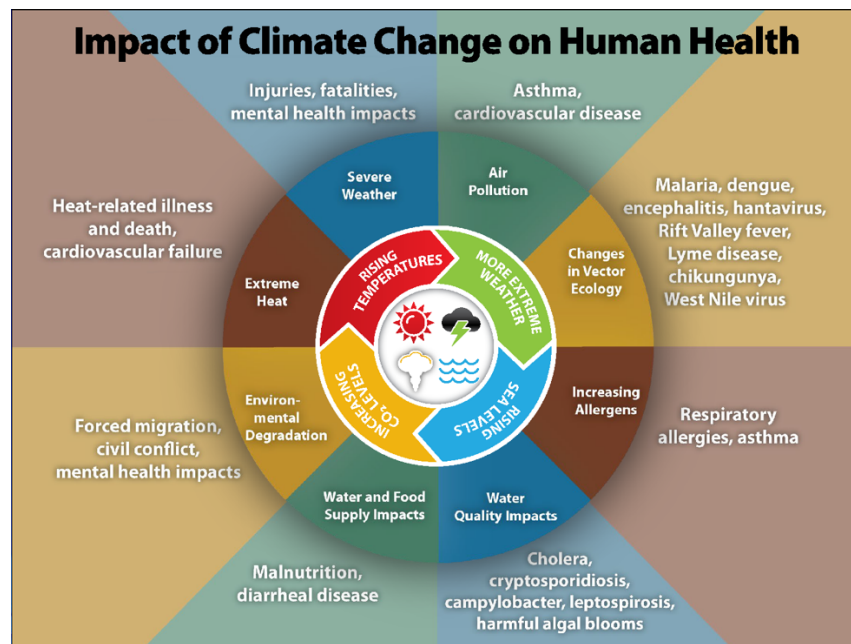 Impact of Climate Change on Human Health
Injuries, fatalities,
mental health impacts
Asthma,
cardiovascular disease
Severe
Weather
Air
Pollution
Heat-related illness
and death,
cardiovascular failure
Malaria, dengue,
encephalitis, hantavirus,
Rift Valley fever,
Lyme disease,
chikungunya,
West Nile virus
Extreme
Heat
RISING
TEMPERATURES
MORE EXTREME
WEATHER
Changes
in Vector
Ecology
Environ-
mental
Degradation
INCREASING
CO₂ LEVELS
RISING
SEA LEVELS
Increasing
Allergens
Forced migration,
civil conflict,
mental health impacts
Respiratory
allergies, asthma
Water and Food
Supply Impacts
Water
Quality Impacts
Malnutrition,
diarrheal disease
Cholera,
cryptosporidiosis,
campylobacter, leptospirosis,
harmful algal blooms